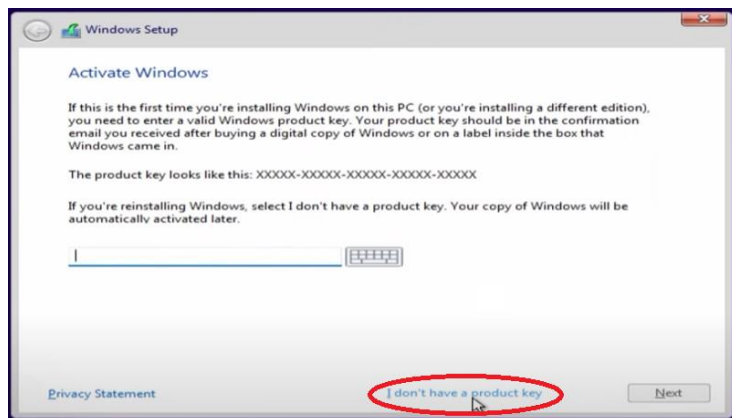 Windows Setup
Activate Windows
If this is the first time you're installing Windows on this PC (or you're installing a different edition),
you need to enter a valid Windows product key. Your product key should be in the confirmation
email you received after buying a digital copy of Windows or on a label inside the box that
Windows came in.
The product key looks like this: XXXXX-XXXXX-XXXXX-XXXXX-XXXXX
If you're reinstalling Windows, select I don't have a product key. Your copy of Windows will be
automatically activated later.
Privacy Statement
I don't have a product key
Next